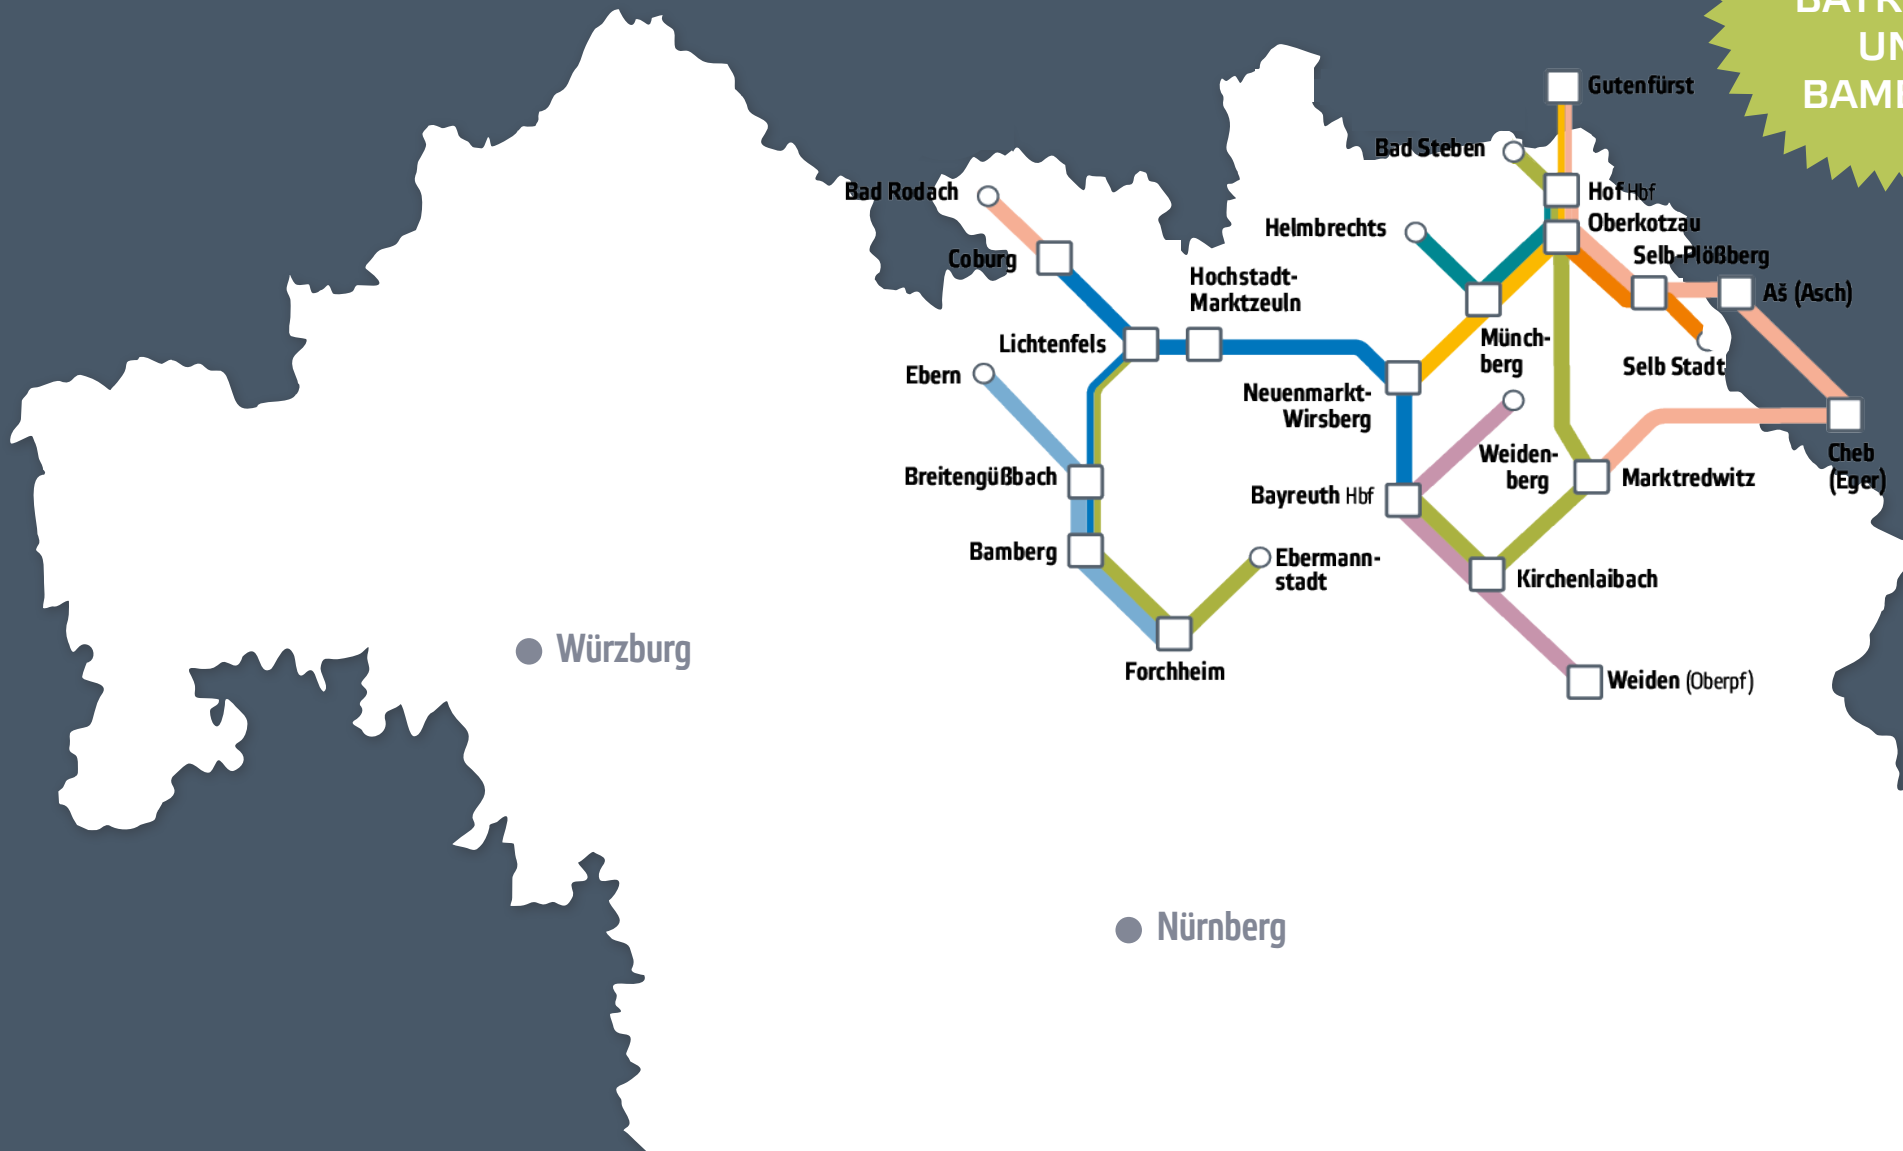 UN
Gutenfürst
Bad Steben
Bad Rodach
Hof Hbf
Oberkotzau
Helmbrechts
Selb-Plößberg
Coburg
Hochstadt-
Marktzeuln
Aš (Asch)
Lichtenfels
Münch-
berg
Selb Stadt
Ebern
Neuenmarkt-
Wirsberg
Weiden-
berg
Cheb
(Eger)
Breitengüßbach
Marktredwitz
Bayreuth Hbf
Bamberg
Ebermann-
stadt
Kirchenlaibach
Würzburg
Forchheim
Weiden (Oberpf)
Nürnberg